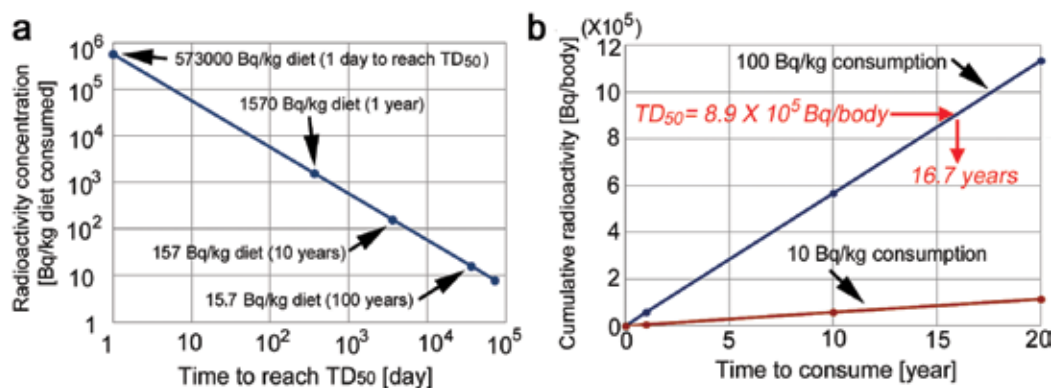 a
Radioactivity concentration
[Bq/kg diet consumed]
10⁶
10⁵
10⁴
10³
10²
10
1
573000 Bq/kg diet (1 day to reach TD₅₀)
1570 Bq/kg diet (1 year)
157 Bq/kg diet (10 years)
15.7 Bq/kg diet (100 years)
1 10 10² 10³ 10⁴ 10⁵
Time to reach TD₅₀ [day]
b
(X10⁵)
Cumulative radioactivity [Bq/body]
12
10
8
6
4
2
0
100 Bq/kg consumption
TD₅₀= 8.9 X 10⁵ Bq/body
16.7 years
10 Bq/kg consumption
0 5 10 15 20
Time to consume [year]